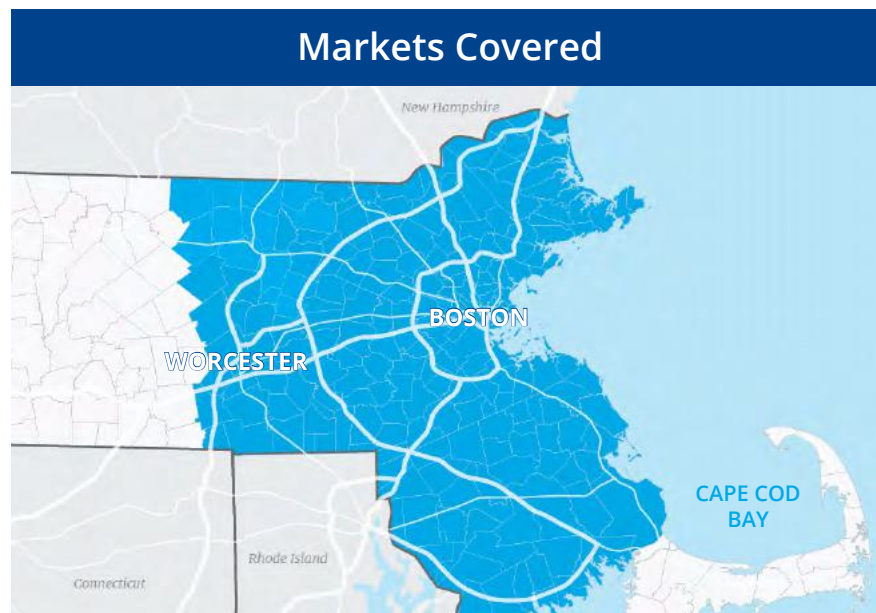 Markets Covered
New Hampshire
BOSTON
WORCESTER
CAPE COD
BAY
Rhode Island
Connecticut